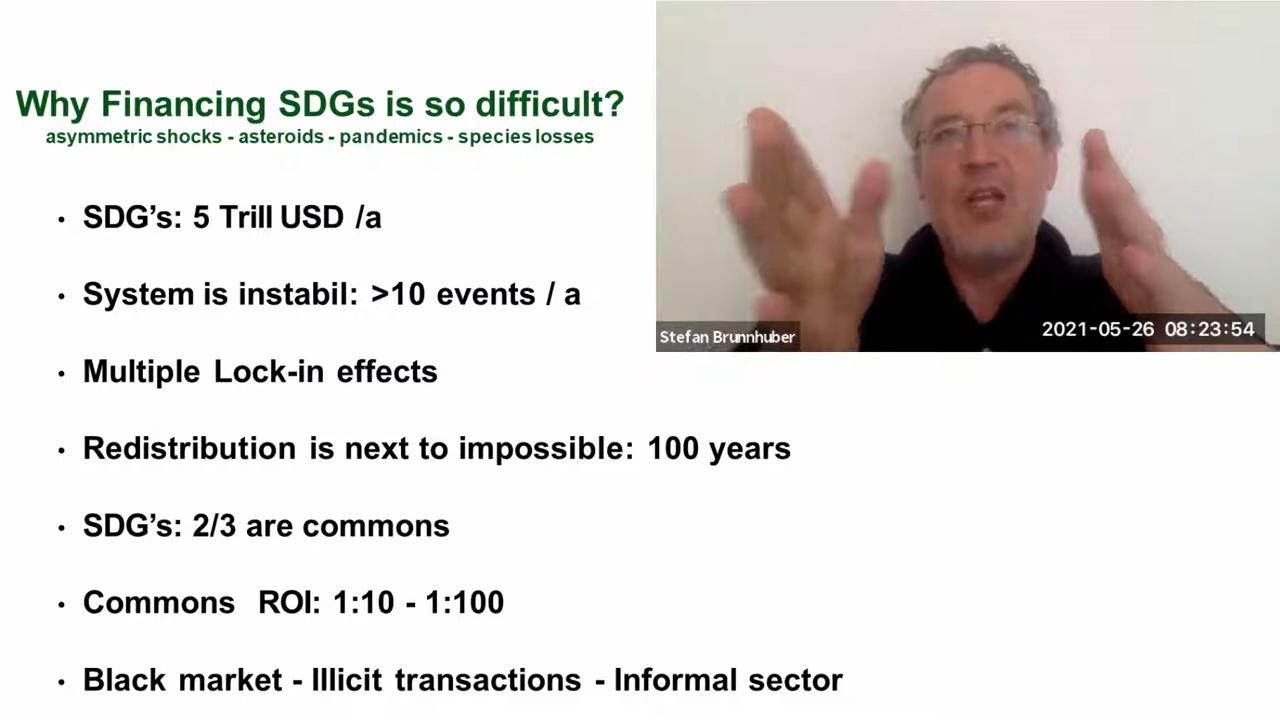 Why Financing SDGs is so difficult?
asymmetric shocks - asteroids - pandemics - species losses
• SDG’s: 5 Trill USD /a
• System is instabil: >10 events / a
• Multiple Lock-in effects
• Redistribution is next to impossible: 100 years
• SDG’s: 2/3 are commons
• Commons ROI: 1:10 - 1:100
• Black market - Illicit transactions - Informal sector
Stefan Brunnhuber
2021-05-26 08:23:54